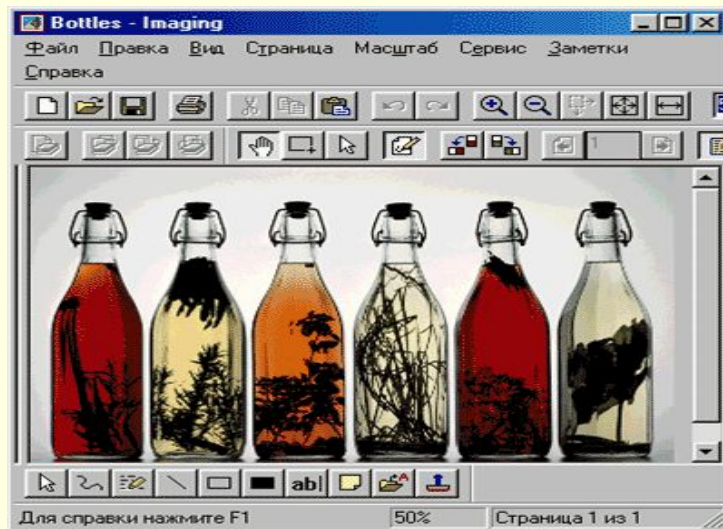 Bottles - Imaging
Файл Правка Вид Страница Масштаб Сервис Заметки
Справка
1
ab|
Для справки нажмите F1 50% Страница 1 из 1